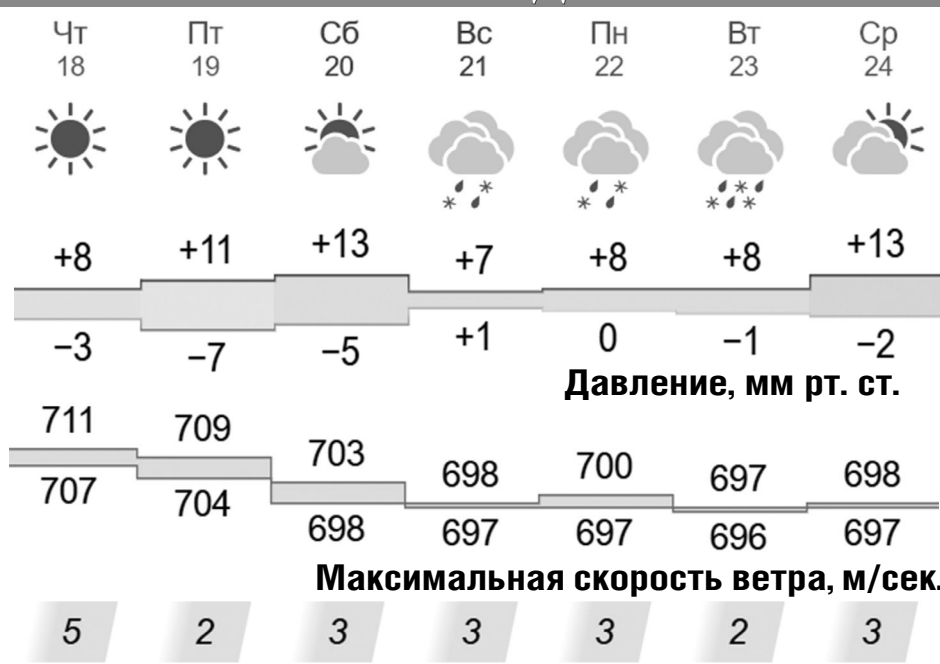 Чт Пт Сб Вс Пн Вт Ср
18 19 20 21 22 23 24
+8 +11 +13 +7 +8 +8 +13
−3 −7 −5 +1 0 −1 −2
Давление, мм рт. ст.
711 709 703 698 700 697 698
707 704 698 697 697 696 697
Максимальная скорость ветра, м/сек.
5 2 3 3 3 2 3